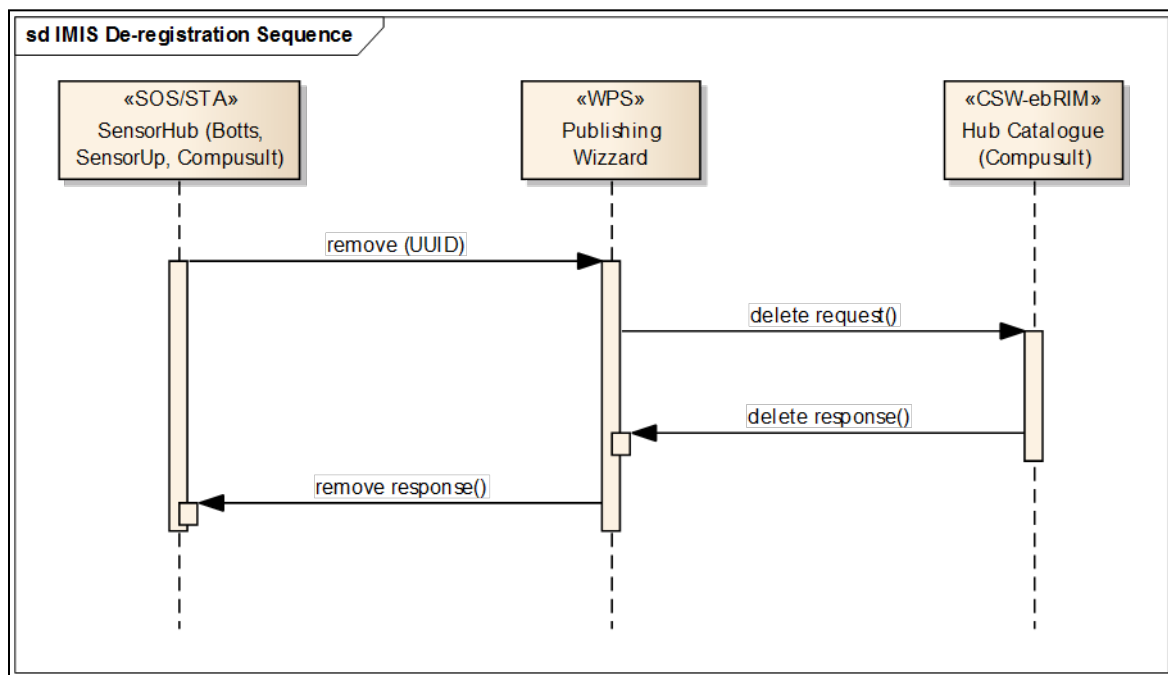 sd IMIS De-registration Sequence
«SOS/STA»
SensorHub (Botts,
SensorUp, Compusult)
«WPS»
Publishing
Wizzard
«CSW-ebRIM»
Hub Catalogue
(Compusult)
remove (UUID)
delete request()
delete response()
remove response()